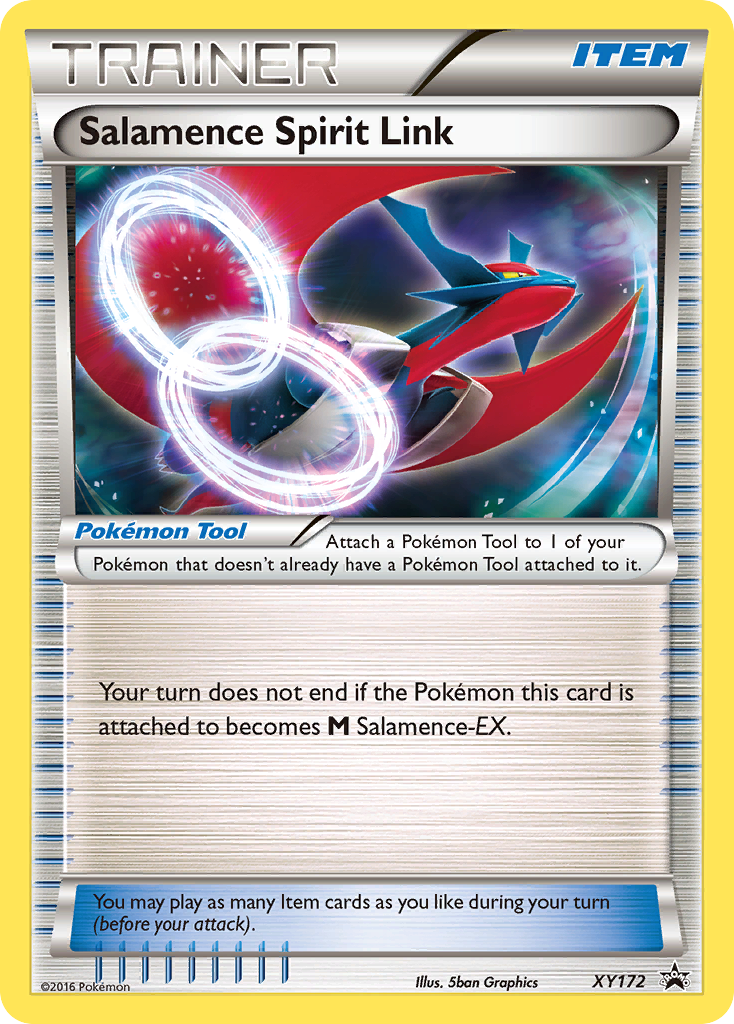 TRAINER
ITEM
Salamence Spirit Link
Pokémon Tool
Attach a Pokémon Tool to 1 of your
Pokémon that doesn't already have a Pokémon Tool attached to it.
Your turn does not end if the Pokémon this card is
attached to becomes M Salamence-EX.
You may play as many Item cards as you like during your turn
(before your attack).
©2016 Pokémon
Illus. 5ban Graphics
XY172
PROMO